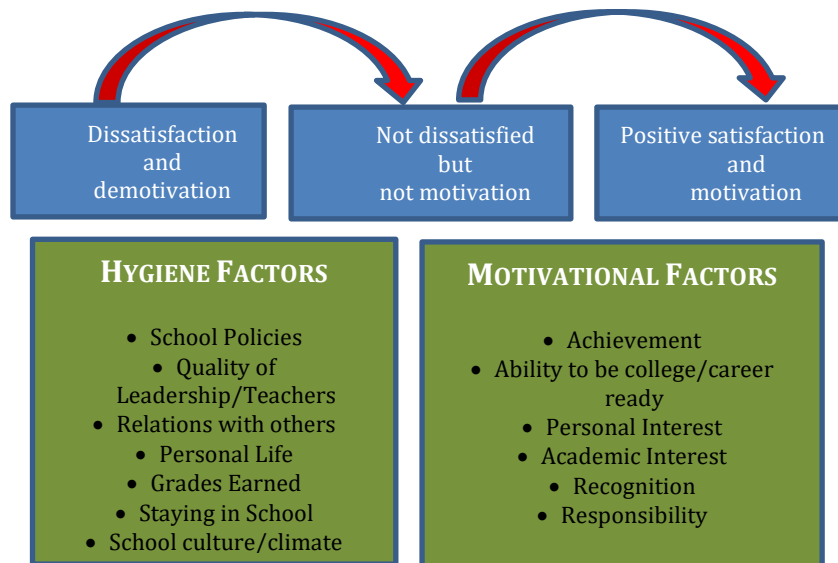 Dissatisfaction
and
demotivation
Not dissatisfied
but
not motivation
Positive satisfaction
and
motivation
HYGIENE FACTORS
• School Policies
• Quality of
Leadership/Teachers
• Relations with others
• Personal Life
• Grades Earned
• Staying in School
• School culture/climate
MOTIVATIONAL FACTORS
• Achievement
• Ability to be college/career
ready
• Personal Interest
• Academic Interest
• Recognition
• Responsibility